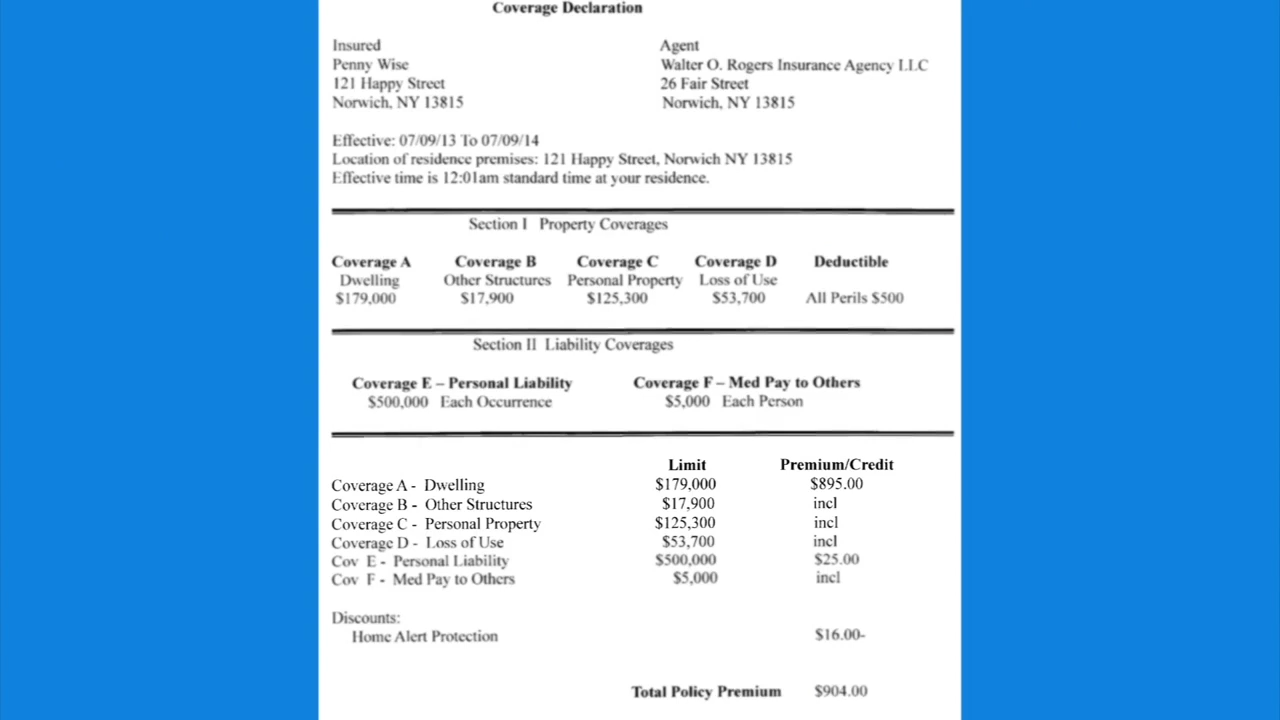 Coverage Declaration
Insured Agent
Penny Wise Walter O. Rogers Insurance Agency LLC
121 Happy Street 26 Fair Street
Norwich, NY 13815 Norwich, NY 13815
Effective: 07/09/13 To 07/09/14
Location of residence premises: 121 Happy Street, Norwich NY 13815
Effective time is 12:01am standard time at your residence.
Section I Property Coverages
Coverage A Coverage B Coverage C Coverage D Deductible
Dwelling Other Structures Personal Property Loss of Use
$179,000 $17,900 $125,300 $53,700 All Perils $500
Section II Liability Coverages
Coverage E – Personal Liability Coverage F – Med Pay to Others
$500,000 Each Occurrence $5,000 Each Person
Limit Premium/Credit
Coverage A - Dwelling $179,000 $895.00
Coverage B - Other Structures $17,900 incl
Coverage C - Personal Property $125,300 incl
Coverage D - Loss of Use $53,700 incl
Cov E - Personal Liability $500,000 $25.00
Cov F - Med Pay to Others $5,000 incl
Discounts:
Home Alert Protection $16.00-
Total Policy Premium $904.00